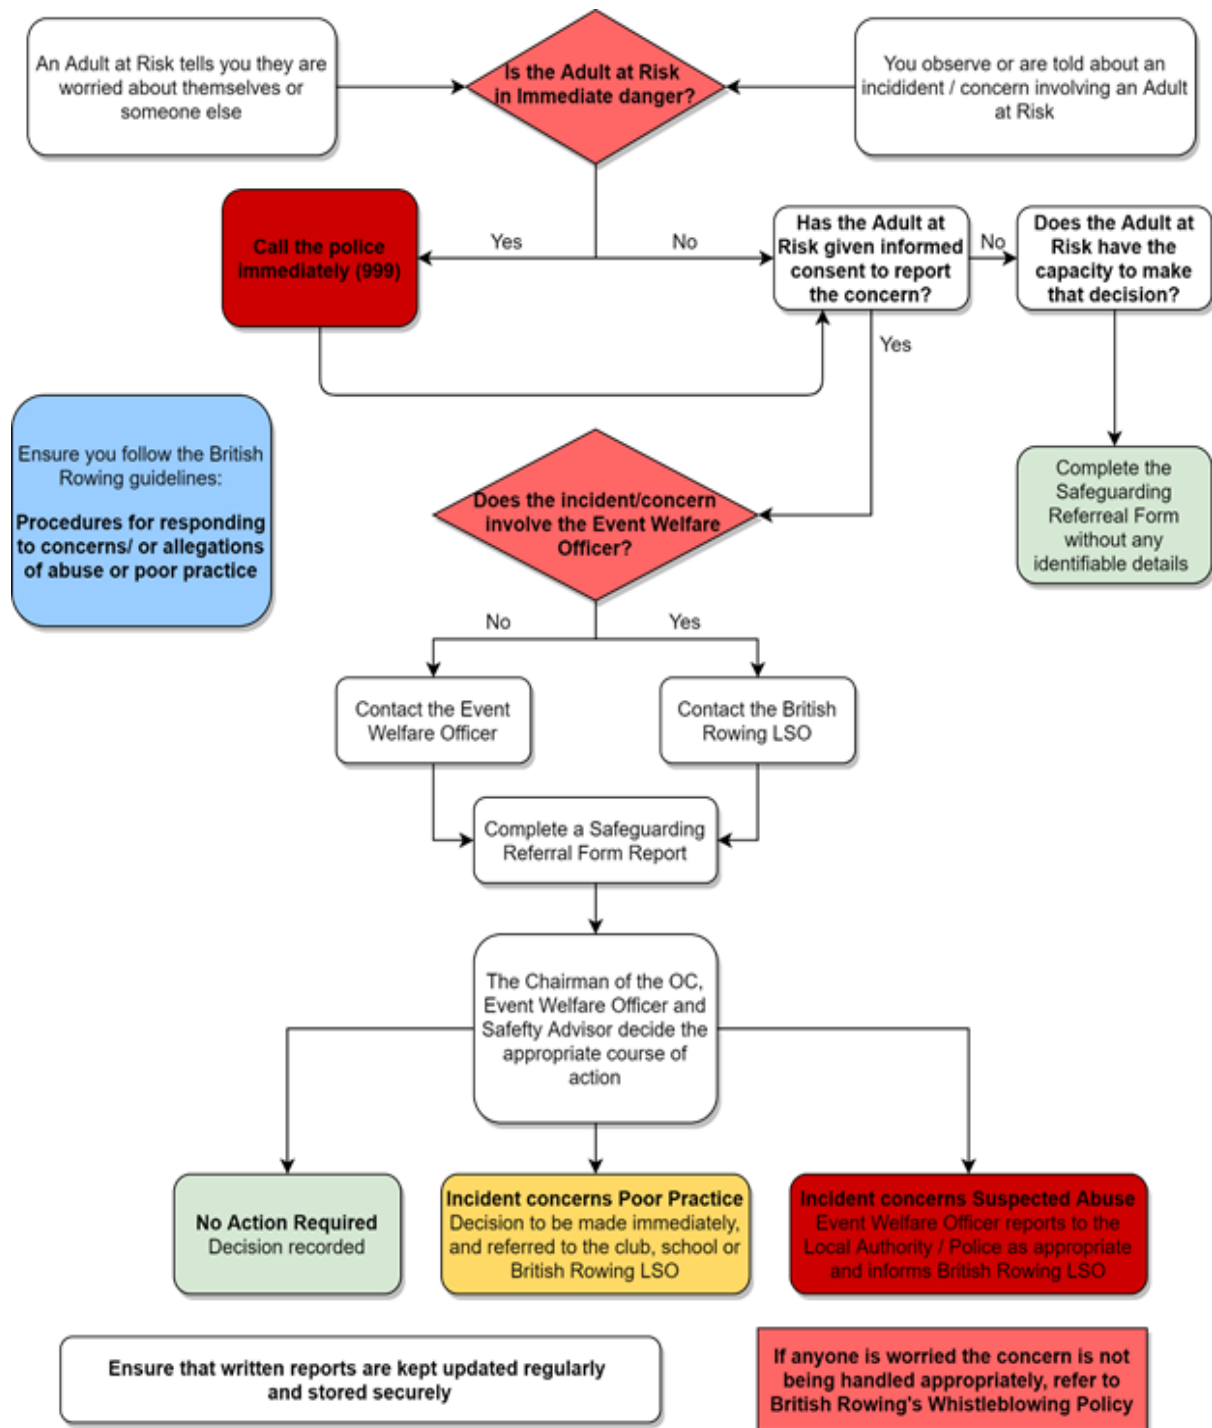 An Adult at Risk tells you they are
worried about themselves or
someone else
Is the Adult at Risk
in Immediate danger?
You observe or are told about an
incidident / concern involving an Adult
at Risk
Call the police
immediately (999)
Yes
No
Has the Adult at
Risk given informed
consent to report
the concern?
No
Does the Adult at
Risk have the
capacity to make
that decision?
Yes
Ensure you follow the British
Rowing guidelines:
Procedures for responding
to concerns/ or allegations
of abuse or poor practice
Does the incident/concern
involve the Event Welfare
Officer?
Complete the
Safeguarding
Referreal Form
without any
identifiable details
No
Yes
Contact the Event
Welfare Officer
Contact the British
Rowing LSO
Complete a Safeguarding
Referral Form Report
The Chairman of the OC,
Event Welfare Officer and
Safefty Advisor decide the
appropriate course of
action
No Action Required
Decision recorded
Incident concerns Poor Practice
Decision to be made immediately,
and referred to the club, school or
British Rowing LSO
Incident concerns Suspected Abuse
Event Welfare Officer reports to the
Local Authority / Police as appropriate
and informs British Rowing LSO
Ensure that written reports are kept updated regularly
and stored securely
If anyone is worried the concern is not
being handled appropriately, refer to
British Rowing's Whistleblowing Policy